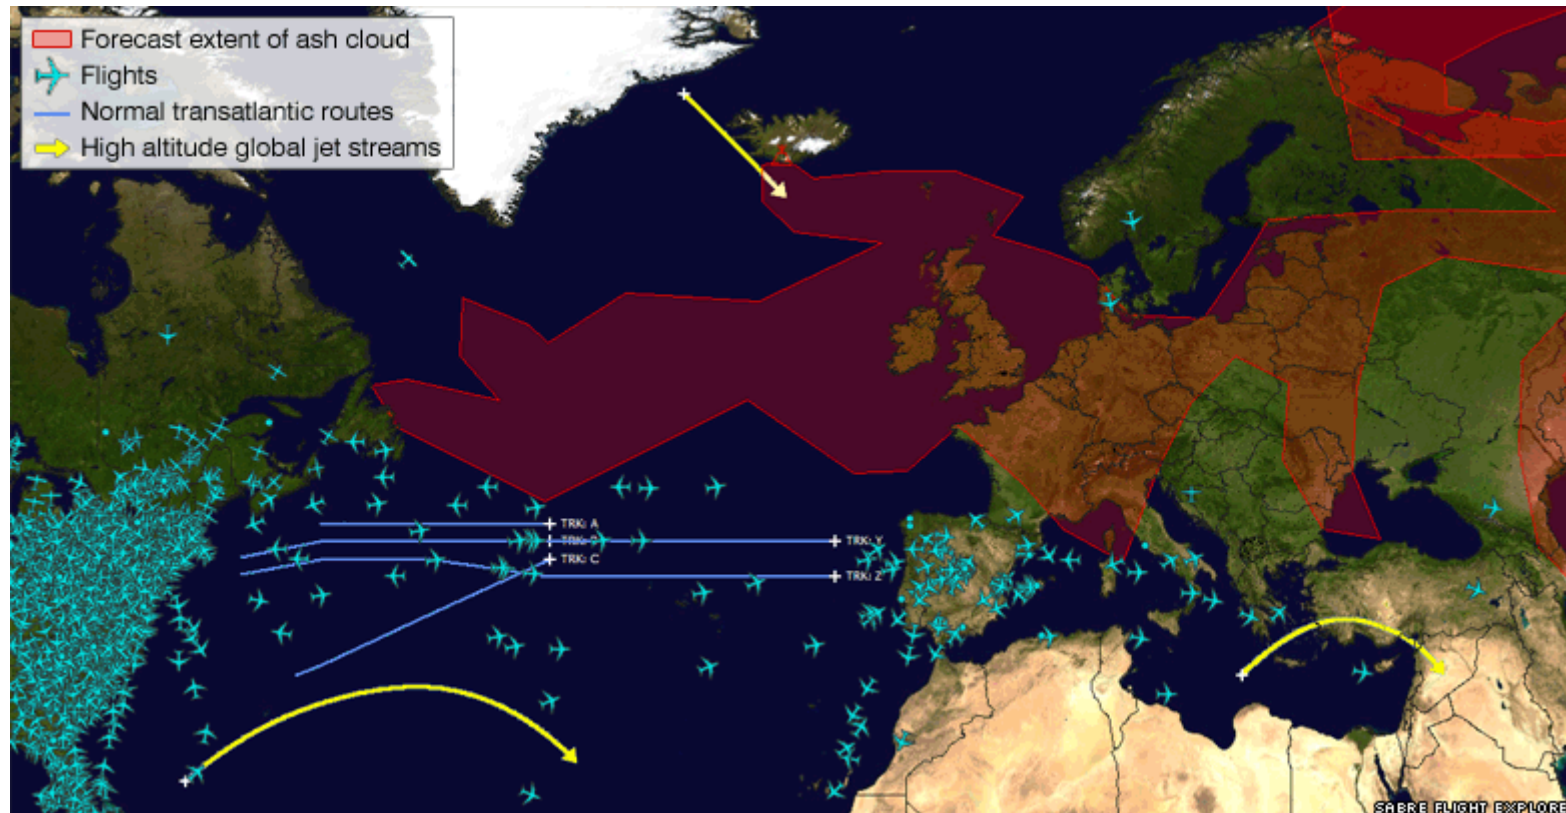 Forecast extent of ash cloud
Flights
Normal transatlantic routes
High altitude global jet streams
TRK: A
TRK: Y
TRK: C
TRK: Z
SABRE FLIGHT EXPLORE